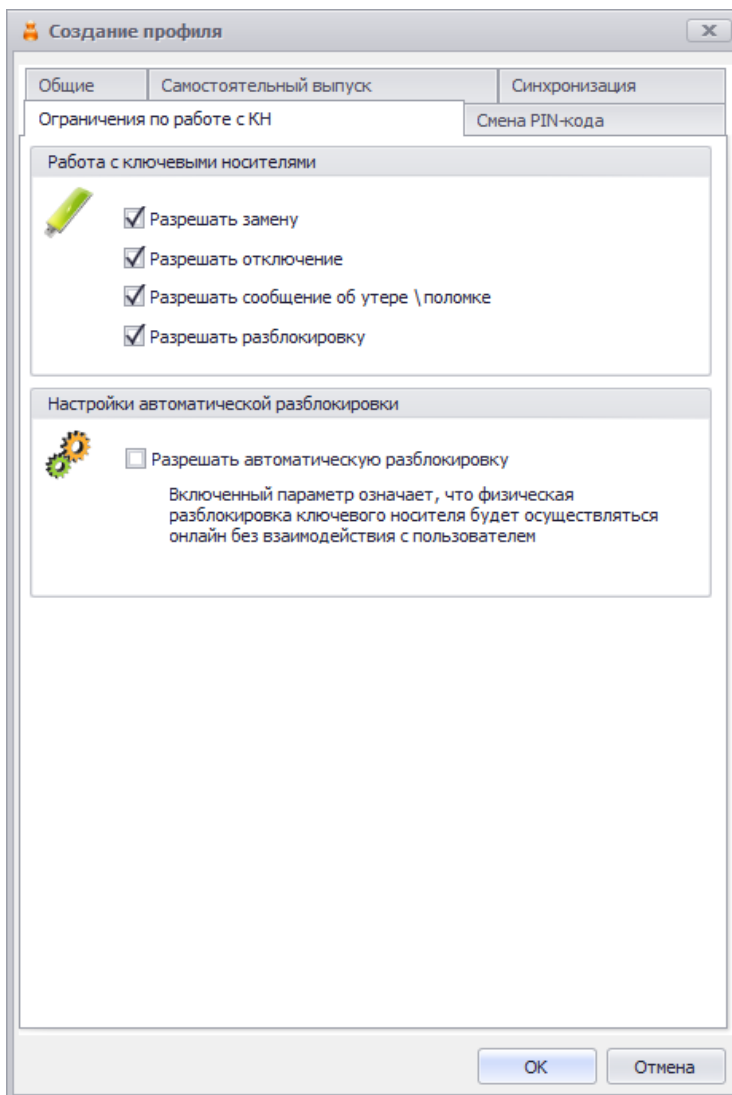 Создание профиля
Общие
Самостоятельный выпуск
Синхронизация
Ограничения по работе с КН
Смена PIN-кода
Работа с ключевыми носителями
Разрешать замену
Разрешать отключение
Разрешать сообщение об утере \ поломке
Разрешать разблокировку
Настройки автоматической разблокировки
Разрешать автоматическую разблокировку
Включенный параметр означает, что физическая
разблокировка ключевого носителя будет осуществляться
онлайн без взаимодействия с пользователем
OK
Отмена